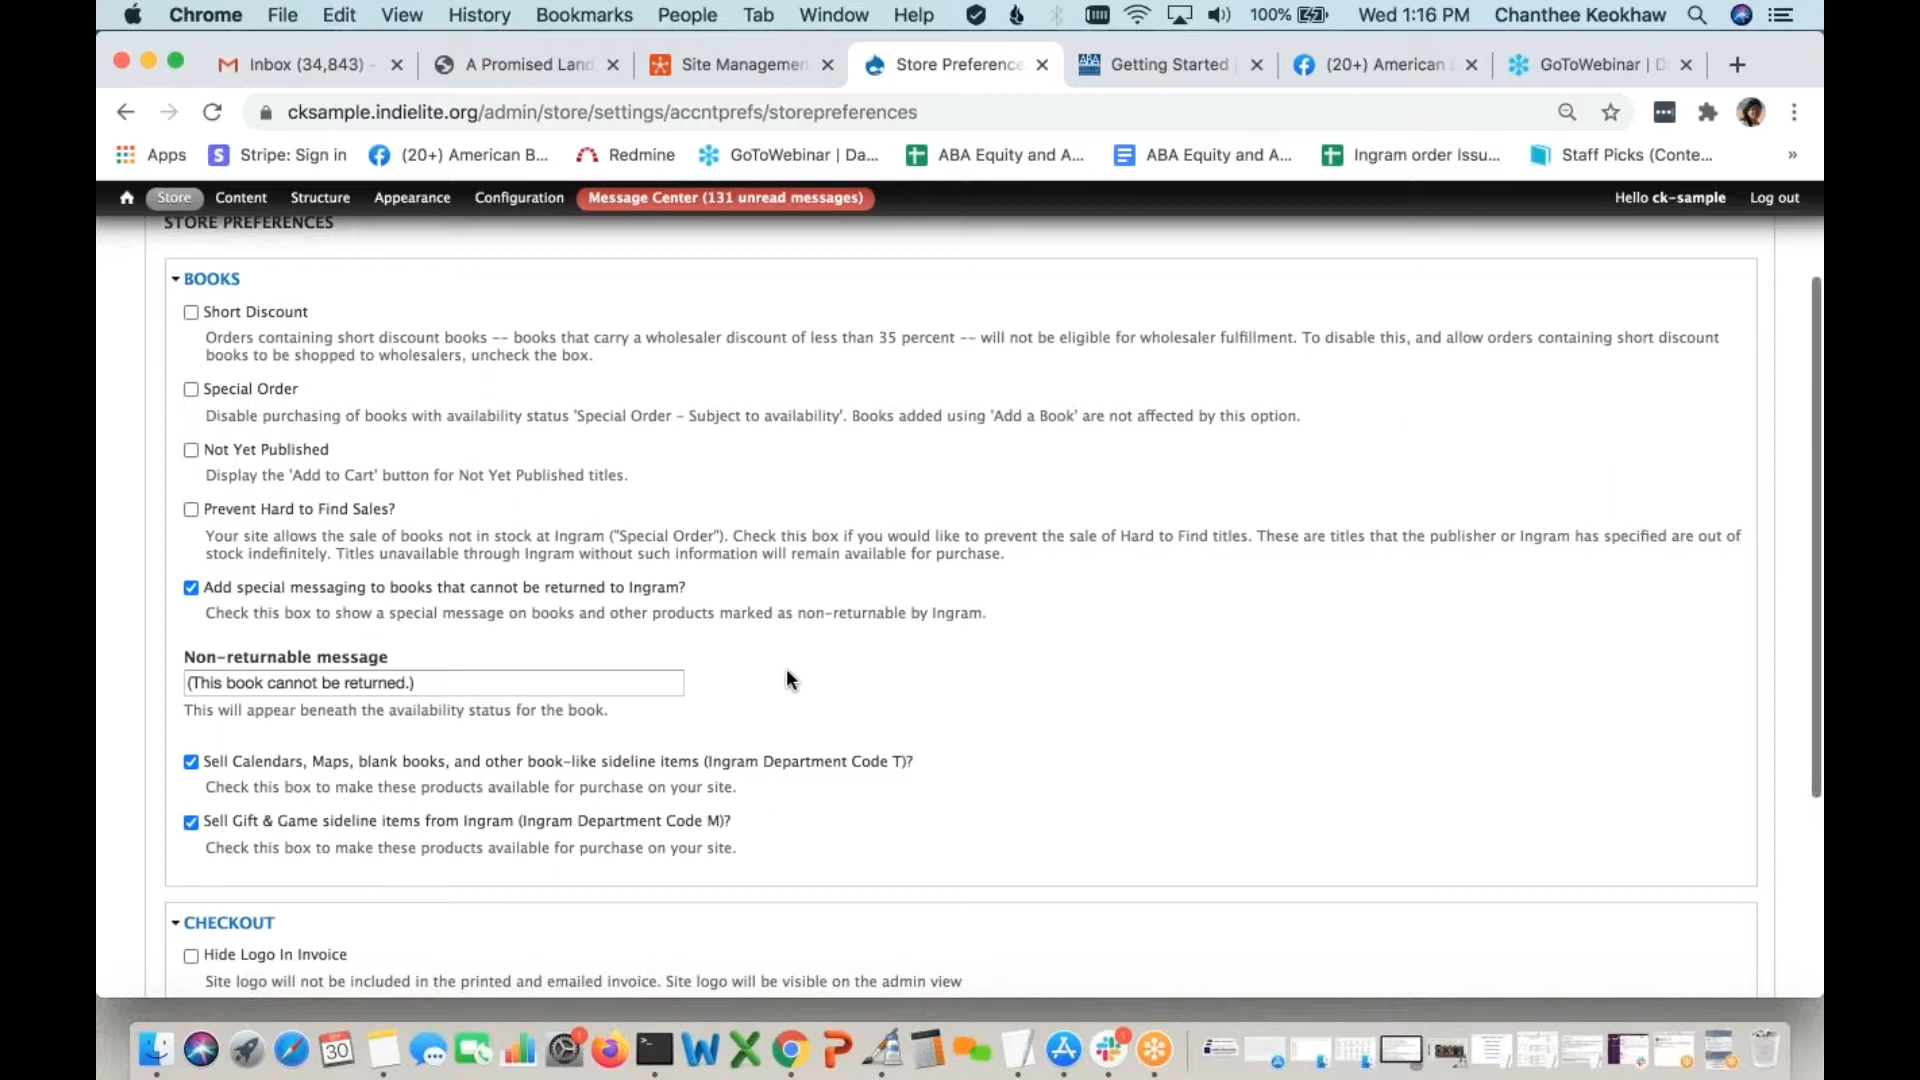 Chrome File Edit View History Bookmarks People Tab Window Help 100% Wed 1:16 PM Chanthee Keokhaw
Inbox (34,843) - A Promised Land Site Managemen Store Preference Getting Started (20+) American GoToWebinar | D
cksample.indielite.org/admin/store/settings/accntprefs/storepreferences
Apps Stripe: Sign in (20+) American B... Redmine GoToWebinar | Da... ABA Equity and A... ABA Equity and A... Ingram order Issu... Staff Picks (Conte... »
Store Content Structure Appearance Configuration Message Center (131 unread messages) Hello ck-sample Log out
STORE PREFERENCES
BOOKS
Short Discount
Orders containing short discount books -- books that carry a wholesaler discount of less than 35 percent -- will not be eligible for wholesaler fulfillment. To disable this, and allow orders containing short discount
books to be shopped to wholesalers, uncheck the box.
Special Order
Disable purchasing of books with availability status 'Special Order - Subject to availability'. Books added using 'Add a Book' are not affected by this option.
Not Yet Published
Display the 'Add to Cart' button for Not Yet Published titles.
Prevent Hard to Find Sales?
Your site allows the sale of books not in stock at Ingram ("Special Order"). Check this box if you would like to prevent the sale of Hard to Find titles. These are titles that the publisher or Ingram has specified are out of
stock indefinitely. Titles unavailable through Ingram without such information will remain available for purchase.
Add special messaging to books that cannot be returned to Ingram?
Check this box to show a special message on books and other products marked as non-returnable by Ingram.
Non-returnable message
(This book cannot be returned.)
This will appear beneath the availability status for the book.
Sell Calendars, Maps, blank books, and other book-like sideline items (Ingram Department Code T)?
Check this box to make these products available for purchase on your site.
Sell Gift & Game sideline items from Ingram (Ingram Department Code M)?
Check this box to make these products available for purchase on your site.
CHECKOUT
Hide Logo In Invoice
Site logo will not be included in the printed and emailed invoice. Site logo will be visible on the admin view
30